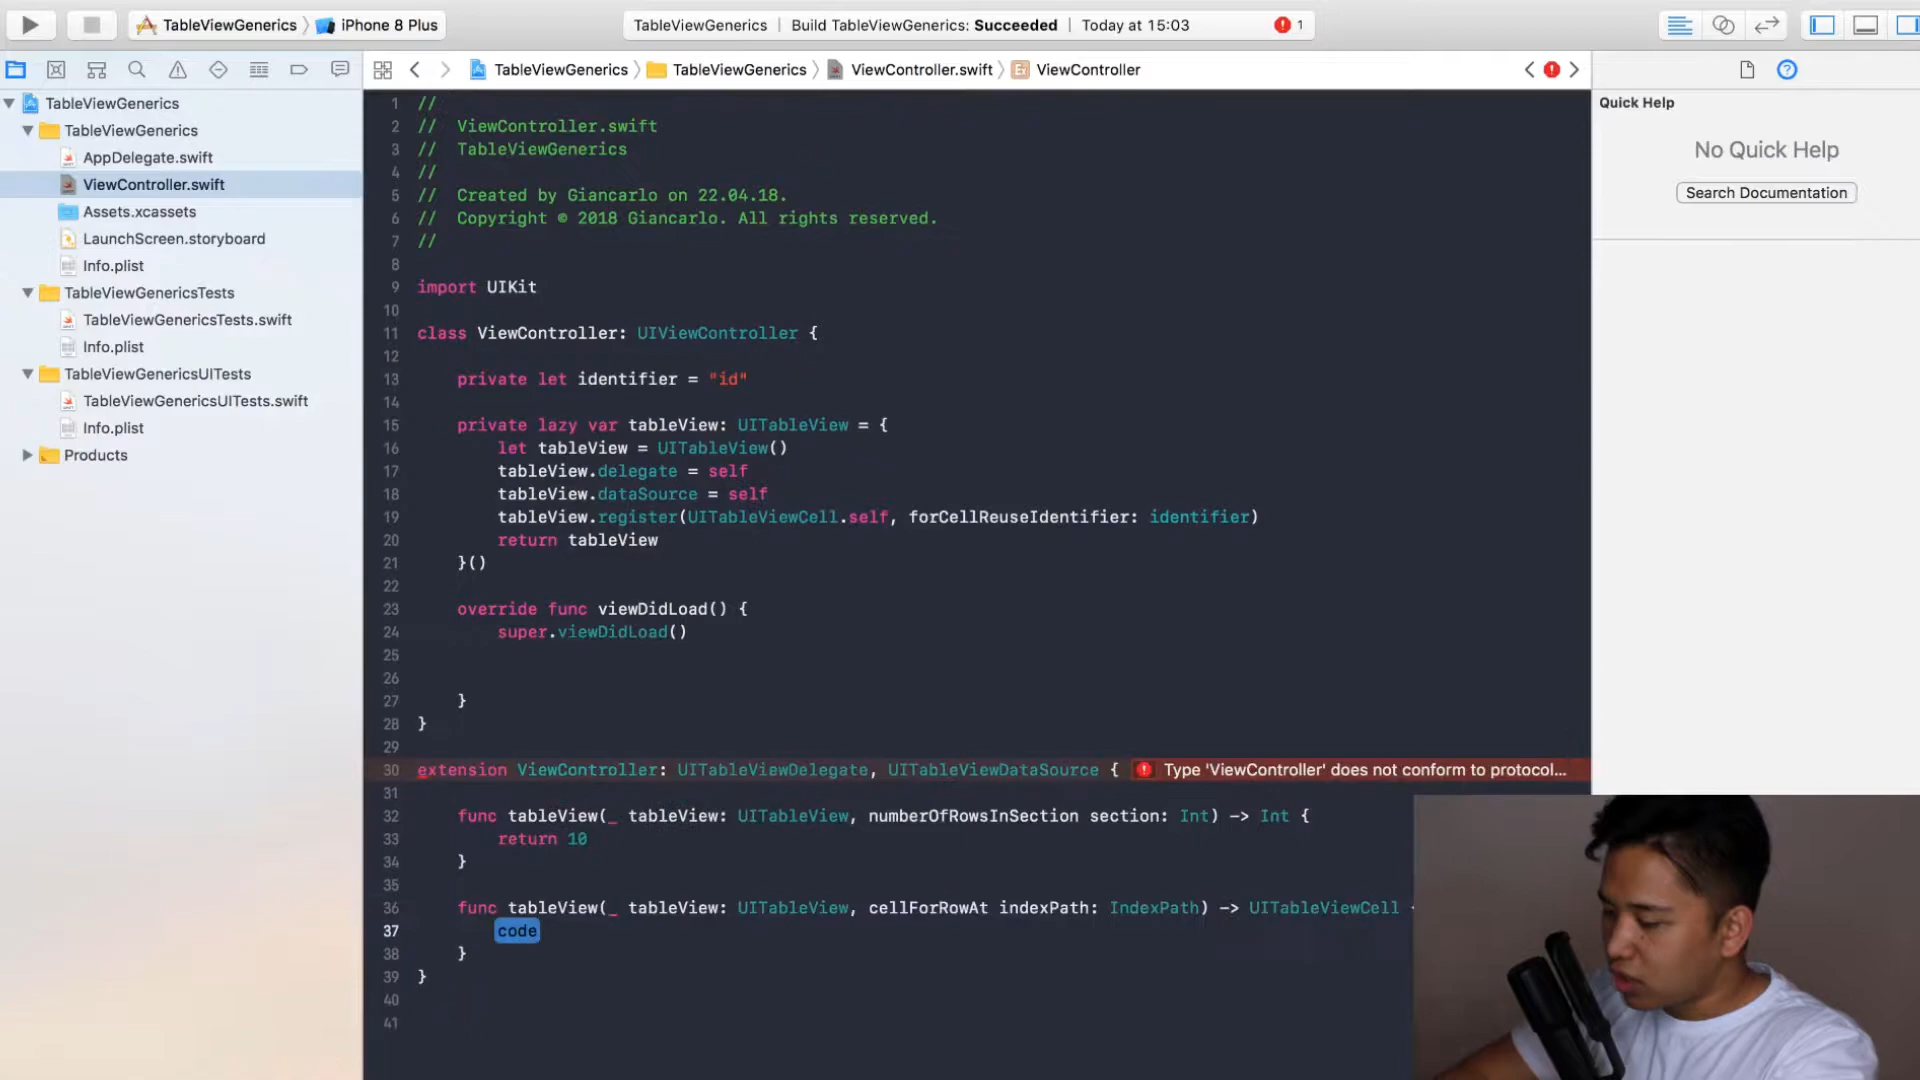 TableViewGenerics
iPhone 8 Plus
TableViewGenerics
Build TableViewGenerics: Succeeded
Today at 15:03
1
TableViewGenerics
TableViewGenerics
ViewController.swift
ViewController
TableViewGenerics
TableViewGenerics
AppDelegate.swift
ViewController.swift
Assets.xcassets
LaunchScreen.storyboard
Info.plist
TableViewGenericsTests
TableViewGenericsTests.swift
Info.plist
TableViewGenericsUITests
TableViewGenericsUITests.swift
Info.plist
Products
1 //
2 //  ViewController.swift
3 //  TableViewGenerics
4 //
5 //  Created by Giancarlo on 22.04.18.
6 //  Copyright © 2018 Giancarlo. All rights reserved.
7 //
8
9 import UIKit
10
11 class ViewController: UIViewController {
12
13     private let identifier = "id"
14
15     private lazy var tableView: UITableView = {
16         let tableView = UITableView()
17         tableView.delegate = self
18         tableView.dataSource = self
19         tableView.register(UITableViewCell.self, forCellReuseIdentifier: identifier)
20         return tableView
21     }()
22
23     override func viewDidLoad() {
24         super.viewDidLoad()
25
26
27     }
28 }
29
30 extension ViewController: UITableViewDelegate, UITableViewDataSource { Type 'ViewController' does not conform to protocol...
31
32     func tableView(_ tableView: UITableView, numberOfRowsInSection section: Int) -> Int {
33         return 10
34     }
35
36     func tableView(_ tableView: UITableView, cellForRowAt indexPath: IndexPath) -> UITableViewCell
37         code
38     }
39 }
40
41
Quick Help
No Quick Help
Search Documentation